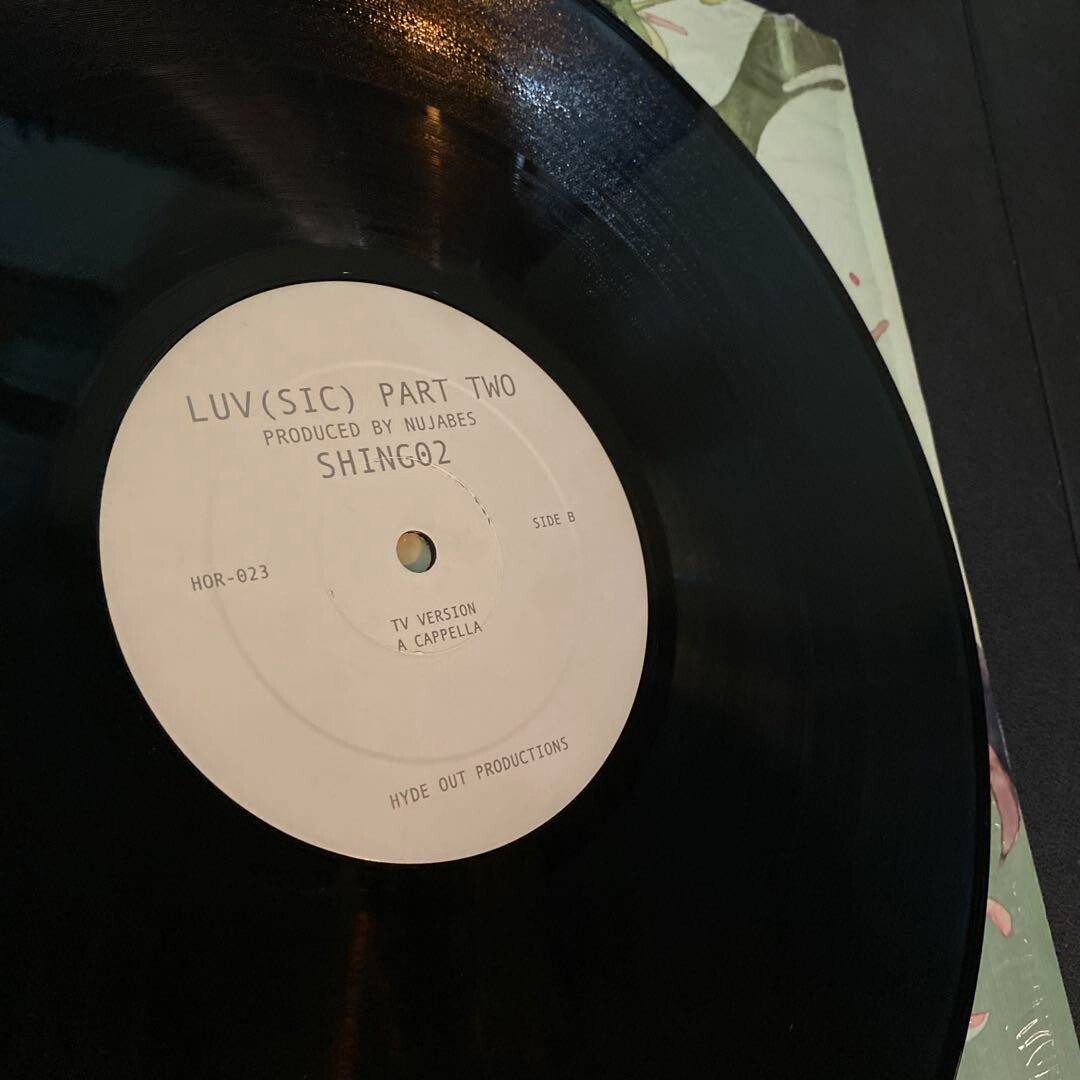 LUV(SIC) PART TWO
PRODUCED BY NUJABES
SHING02
SIDE B
HOR-023
TV VERSION
A CAPPELLA
HYDE OUT PRODUCTIONS